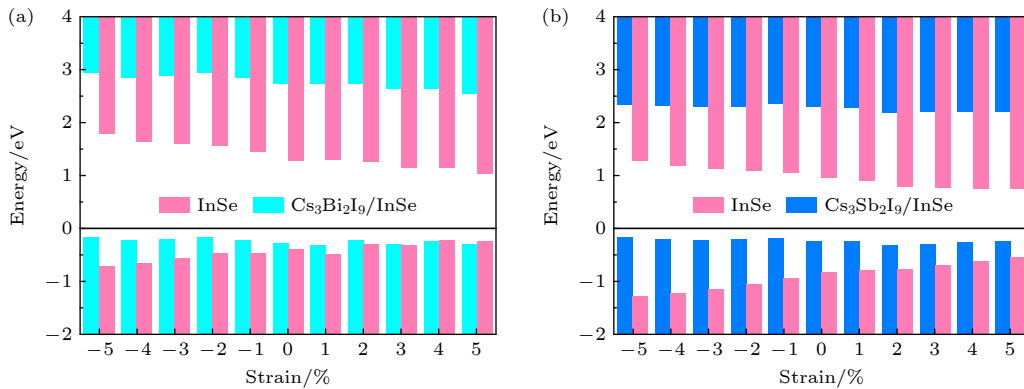 (a)
4
3
2
1
0
−1
−2
Energy/eV
InSe
Cs₃Bi₂I₉/InSe
−5 −4 −3 −2 −1 0 1 2 3 4 5
Strain/%
(b)
4
3
2
1
0
−1
−2
Energy/eV
InSe
Cs₃Sb₂I₉/InSe
−5 −4 −3 −2 −1 0 1 2 3 4 5
Strain/%